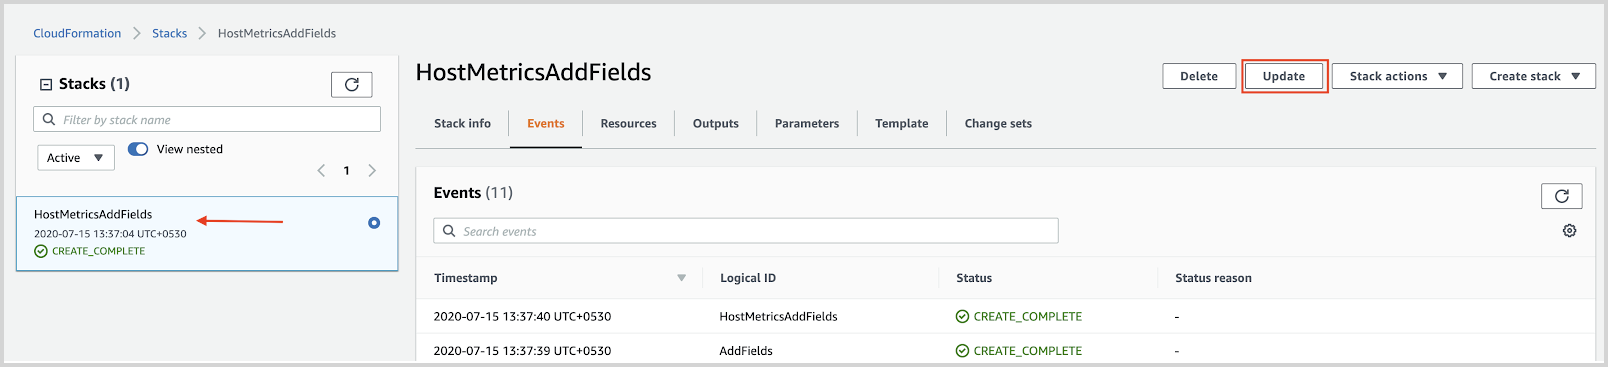 CloudFormation > Stacks > HostMetricsAddFields
Stacks (1)
Filter by stack name
Active ▼ View nested
< 1 >
HostMetricsAddFields
2020-07-15 13:37:04 UTC+0530
CREATE_COMPLETE
HostMetricsAddFields
Delete Update Stack actions ▼ Create stack ▼
Stack info Events Resources Outputs Parameters Template Change sets
Events (11)
Search events
Timestamp Logical ID Status Status reason
2020-07-15 13:37:40 UTC+0530 HostMetricsAddFields CREATE_COMPLETE -
2020-07-15 13:37:39 UTC+0530 AddFields CREATE_COMPLETE -